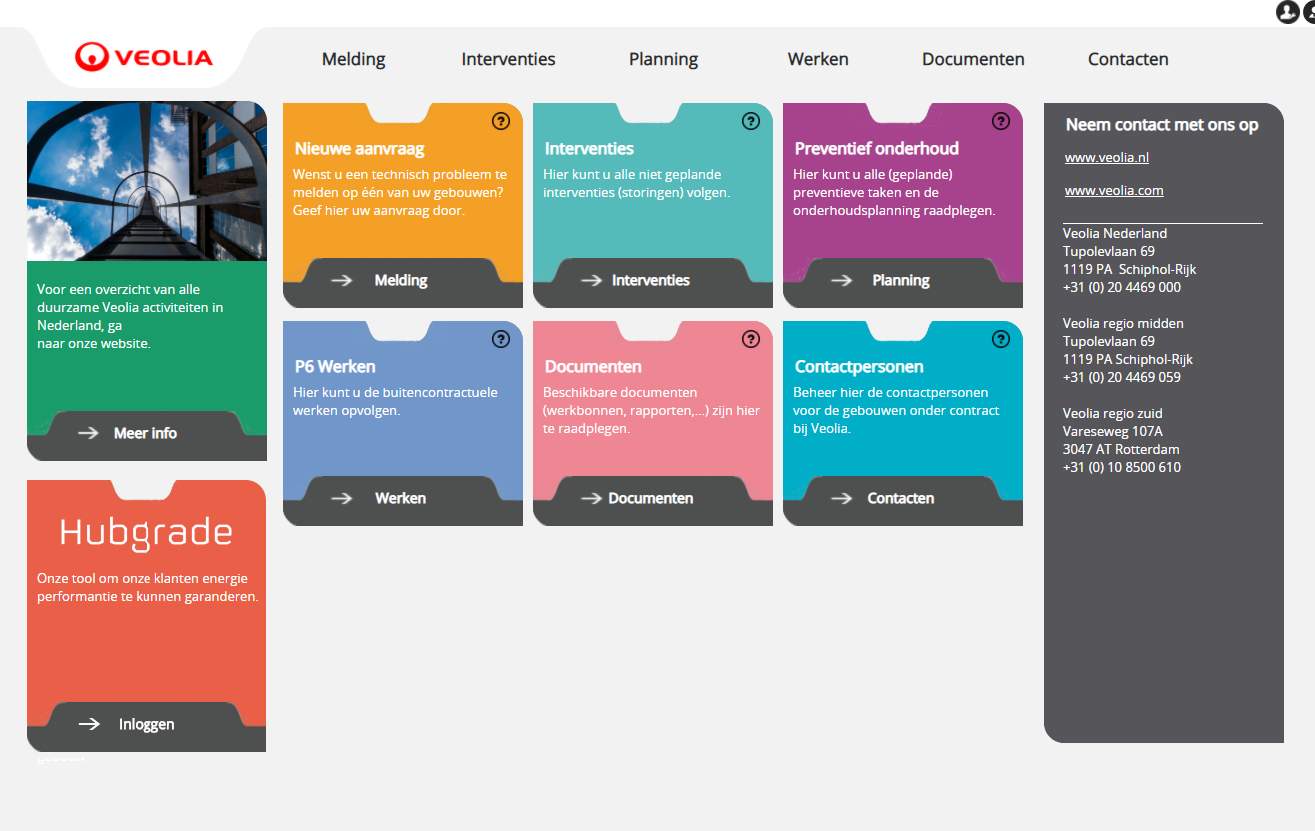 VEOLIA
Melding
Interventies
Planning
Werken
Documenten
Contacten
Voor een overzicht van alle
duurzame Veolia activiteiten in
Nederland, ga
naar onze website.
Meer info
Hubgrade
Onze tool om onze klanten energie
performantie te kunnen garanderen.
Inloggen
Nieuwe aanvraag
Wenst u een technisch probleem te
melden op één van uw gebouwen?
Geef hier uw aanvraag door.
Melding
Interventies
Hier kunt u alle niet geplande
interventies (storingen) volgen.
Interventies
Preventief onderhoud
Hier kunt u alle (geplande)
preventieve taken en de
onderhoudsplanning raadplegen.
Planning
P6 Werken
Hier kunt u de buitencontractuele
werken opvolgen.
Werken
Documenten
Beschikbare documenten
(werkbonnen, rapporten,...) zijn hier
te raadplegen.
Documenten
Contactpersonen
Beheer hier de contactpersonen
voor de gebouwen onder contract
bij Veolia.
Contacten
Neem contact met ons op
www.veolia.nl
www.veolia.com
Veolia Nederland
Tupolevlaan 69
1119 PA Schiphol-Rijk
+31 (0) 20 4469 000
Veolia regio midden
Tupolevlaan 69
1119 PA Schiphol-Rijk
+31 (0) 20 4469 059
Veolia regio zuid
Vareseweg 107A
3047 AT Rotterdam
+31 (0) 10 8500 610